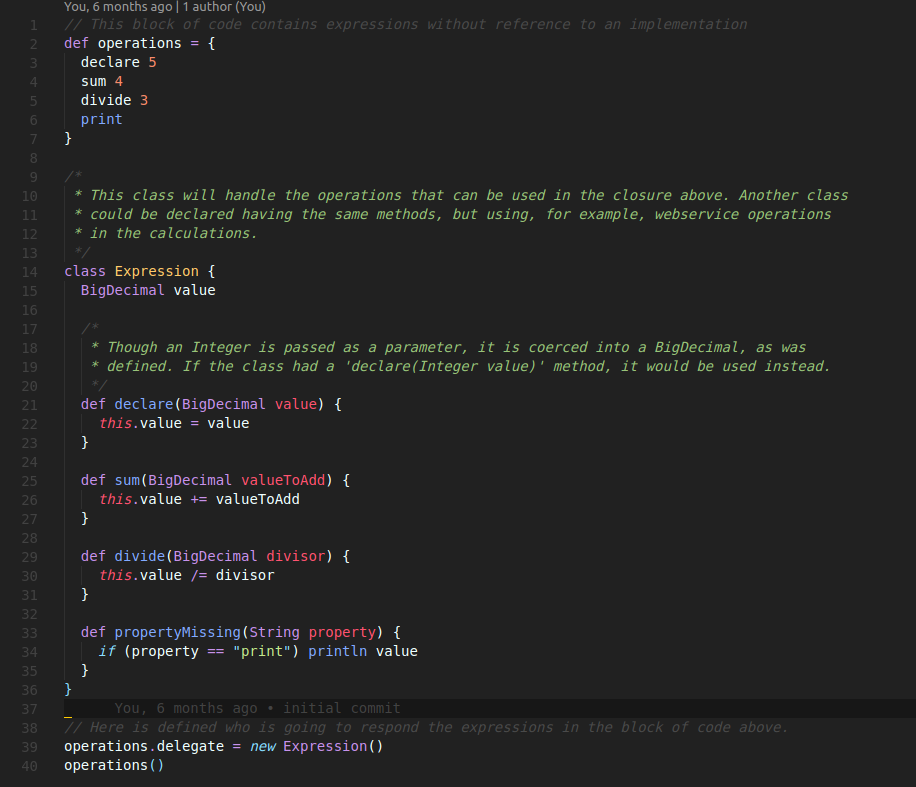 You, 6 months ago | 1 author (You)
1 // This block of code contains expressions without reference to an implementation
2 def operations = {
3   declare 5
4   sum 4
5   divide 3
6   print
7 }
8
9 /*
10  * This class will handle the operations that can be used in the closure above. Another class
11  * could be declared having the same methods, but using, for example, webservice operations
12  * in the calculations.
13  */
14 class Expression {
15   BigDecimal value
16
17   /*
18    * Though an Integer is passed as a parameter, it is coerced into a BigDecimal, as was
19    * defined. If the class had a 'declare(Integer value)' method, it would be used instead.
20    */
21   def declare(BigDecimal value) {
22     this.value = value
23   }
24
25   def sum(BigDecimal valueToAdd) {
26     this.value += valueToAdd
27   }
28
29   def divide(BigDecimal divisor) {
30     this.value /= divisor
31   }
32
33   def propertyMissing(String property) {
34     if (property == "print") println value
35   }
36 }
37       You, 6 months ago • initial commit
38 // Here is defined who is going to respond the expressions in the block of code above.
39 operations.delegate = new Expression()
40 operations()